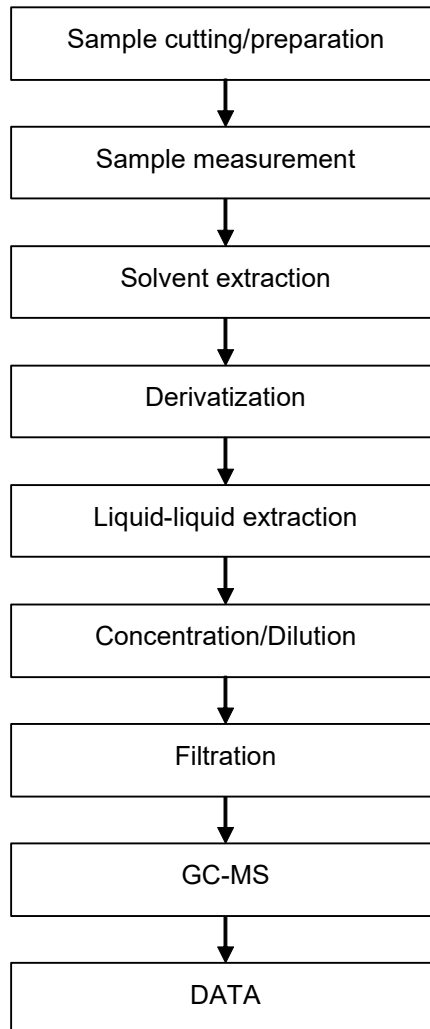 Sample cutting/preparation
Sample measurement
Solvent extraction
Derivatization
Liquid-liquid extraction
Concentration/Dilution
Filtration
GC-MS
DATA